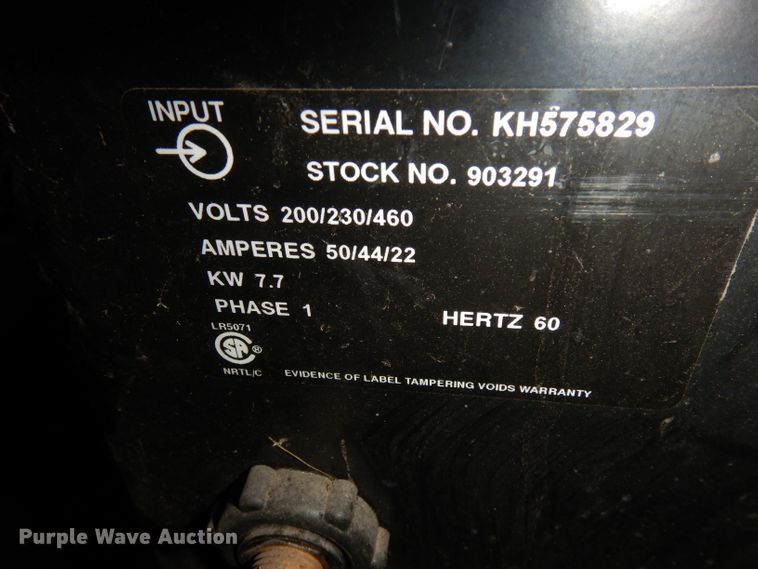 INPUT
SERIAL NO. KH575829
STOCK NO. 903291
VOLTS 200/230/460
AMPERES 50/44/22
KW 7.7
PHASE 1 HERTZ 60
LR5071
SA ®
NRTL/C EVIDENCE OF LABEL TAMPERING VOIDS WARRANTY
Purple Wave Auction